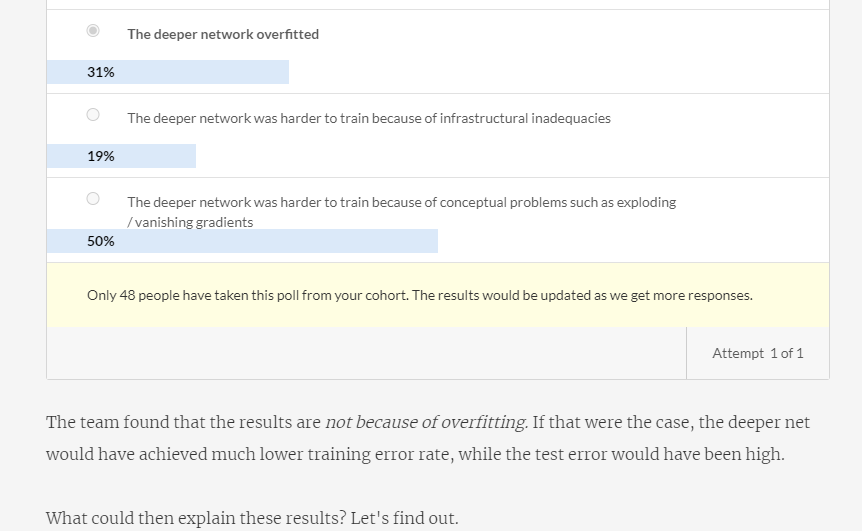 The deeper network overfitted
31%
The deeper network was harder to train because of infrastructural inadequacies
19%
The deeper network was harder to train because of conceptual problems such as exploding
/ vanishing gradients
50%
Only 48 people have taken this poll from your cohort. The results would be updated as we get more responses.
Attempt 1 of 1
The team found that the results are not because of overfitting. If that were the case, the deeper net
would have achieved much lower training error rate, while the test error would have been high.
What could then explain these results? Let's find out.